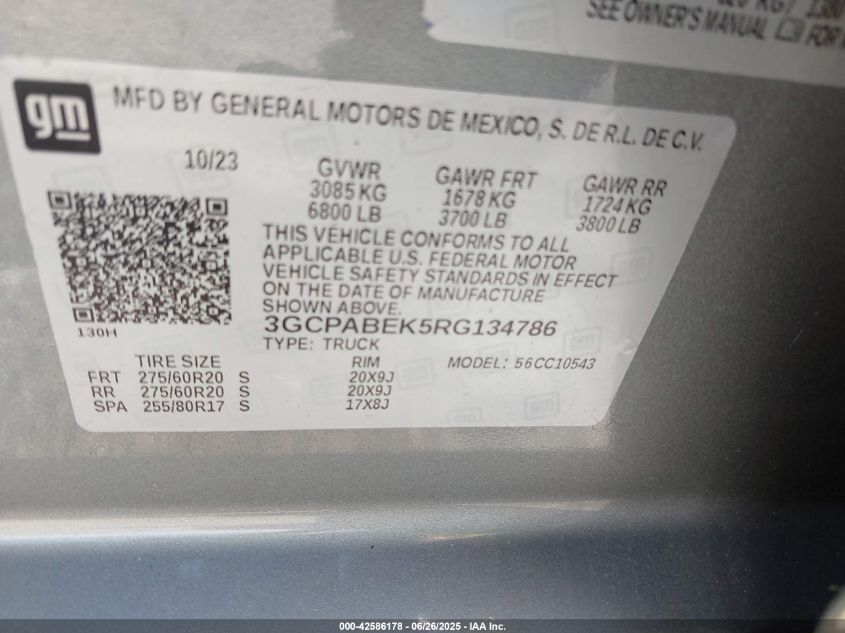 SEE OWNER'S MANUAL
FOR
gm
MFD BY GENERAL MOTORS DE MEXICO, S. DE R.L. DE C.V.
10/23 GVWR GAWR FRT GAWR RR
3085 KG 1678 KG 1724 KG
6800 LB 3700 LB 3800 LB
THIS VEHICLE CONFORMS TO ALL
APPLICABLE U.S. FEDERAL MOTOR
VEHICLE SAFETY STANDARDS IN EFFECT
ON THE DATE OF MANUFACTURE
SHOWN ABOVE.
130H 3GCPABEK5RG134786
TYPE: TRUCK
TIRE SIZE RIM MODEL: 56CC10543
FRT 275/60R20 S 20X9J
RR 275/60R20 S 20X9J
SPA 255/80R17 S 17X8J
000-42586178 - 06/26/2025 - IAA Inc.